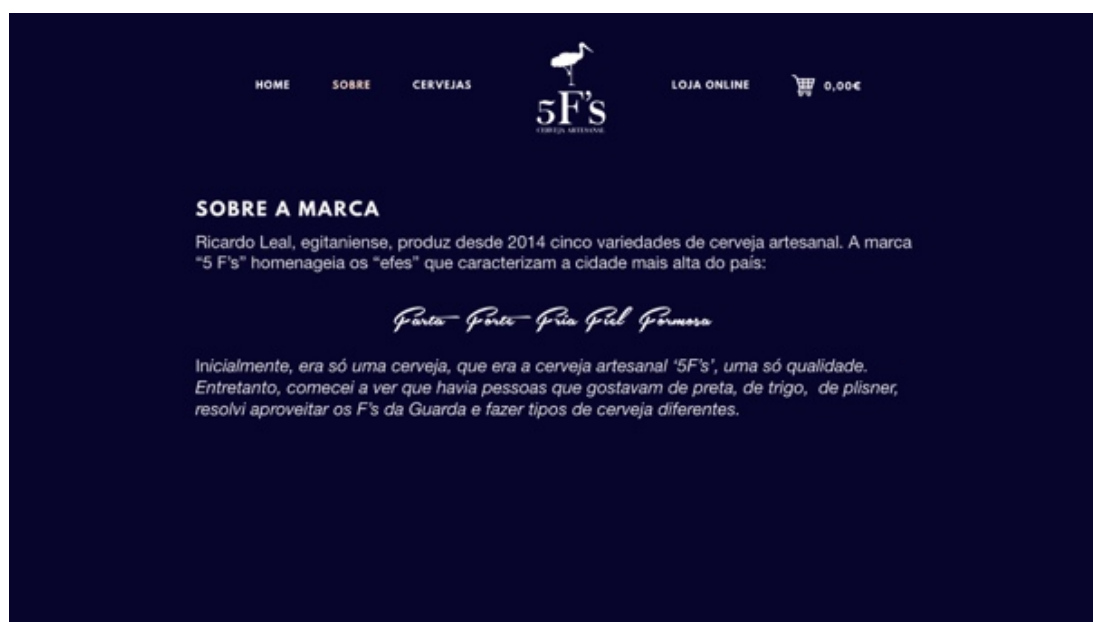 HOME SOBRE CERVEJAS
5F's
CERVEJA ARTESANAL
LOJA ONLINE 0,00€
SOBRE A MARCA
Ricardo Leal, egitaniense, produz desde 2014 cinco variedades de cerveja artesanal. A marca
“5 F's” homenageia os “efes” que caracterizam a cidade mais alta do país:
Farta Forte Fria Fiel Formosa
Inicialmente, era só uma cerveja, que era a cerveja artesanal ‘5F's’, uma só qualidade.
Entretanto, comecei a ver que havia pessoas que gostavam de preta, de trigo, de plisner,
resolvi aproveitar os F's da Guarda e fazer tipos de cerveja diferentes.